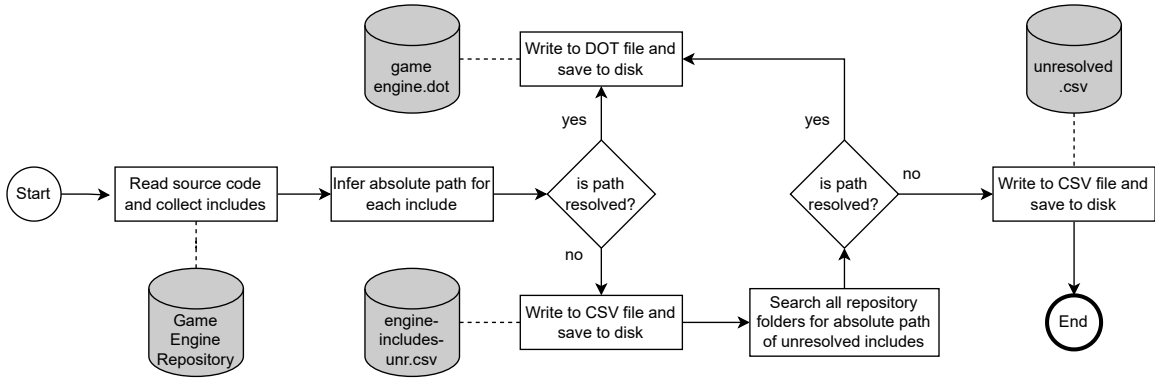 game
engine.dot
Write to DOT file and
save to disk
unresolved
.csv
yes
yes
Start
Read source code
and collect includes
Infer absolute path for
each include
is path
resolved?
is path
resolved?
no
Write to CSV file and
save to disk
no
Game
Engine
Repository
engine-
includes-
unr.csv
Write to CSV file and
save to disk
Search all repository
folders for absolute path
of unresolved includes
End